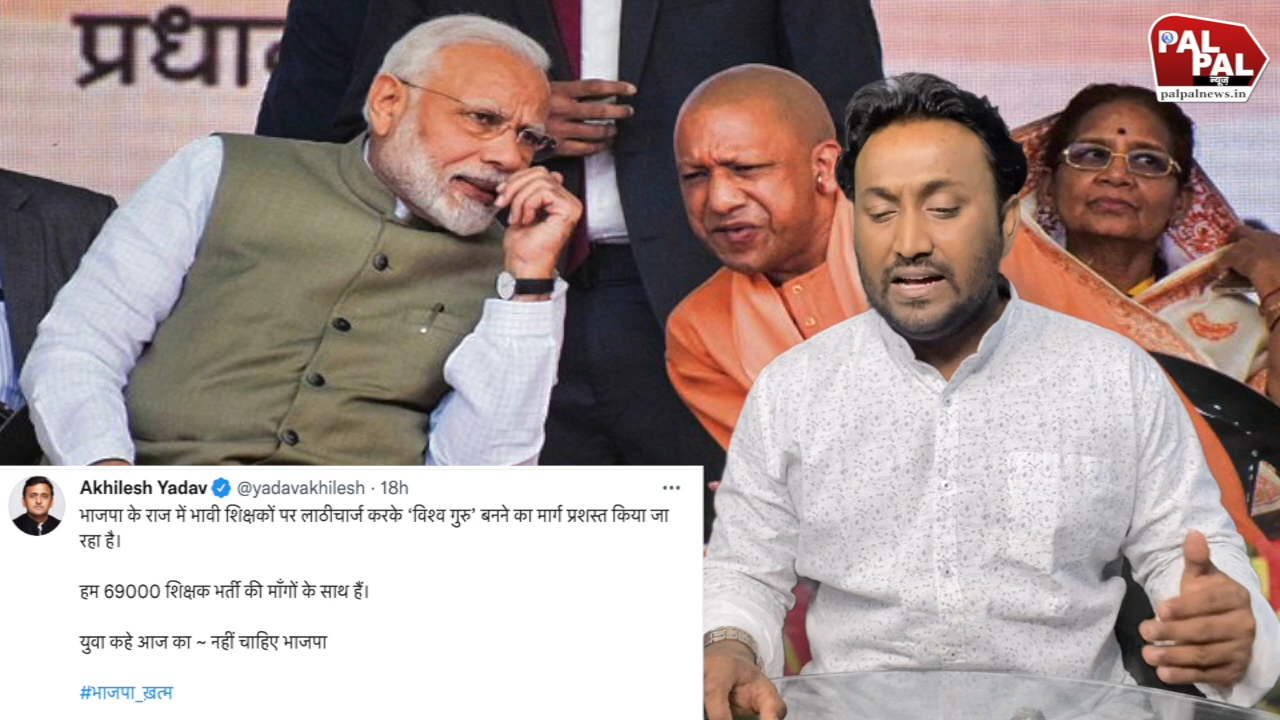 प्रधा
PAL
PAL
न्यूज़
palpalnews.in
Akhilesh Yadav @yadavakhilesh · 18h
भाजपा के राज में भावी शिक्षकों पर लाठीचार्ज करके ‘विश्व गुरु’ बनने का मार्ग प्रशस्त किया जा
रहा है।
हम 69000 शिक्षक भर्ती की माँगों के साथ हैं।
युवा कहे आज का ~ नहीं चाहिए भाजपा
#भाजपा_ख़त्म